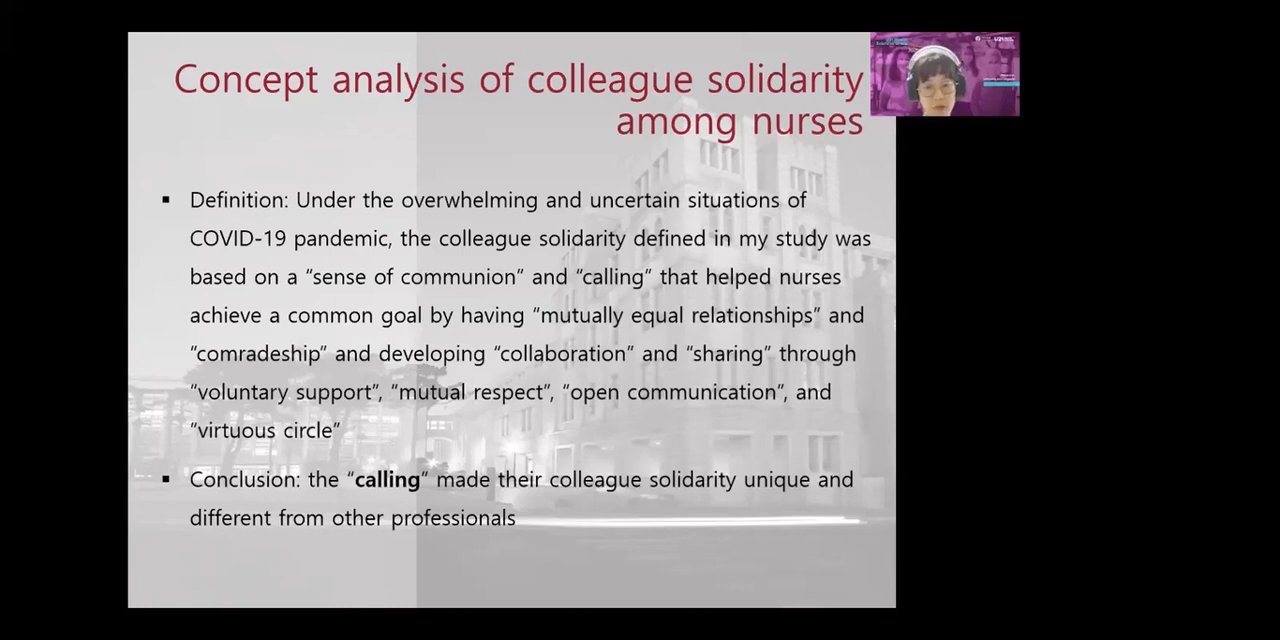 Concept analysis of colleague solidarity
among nurses
▪ Definition: Under the overwhelming and uncertain situations of
COVID-19 pandemic, the colleague solidarity defined in my study was
based on a “sense of communion” and “calling” that helped nurses
achieve a common goal by having “mutually equal relationships” and
“comradeship” and developing “collaboration” and “sharing” through
“voluntary support”, “mutual respect”, “open communication”, and
“virtuous circle”
▪ Conclusion: the “calling” made their colleague solidarity unique and
different from other professionals